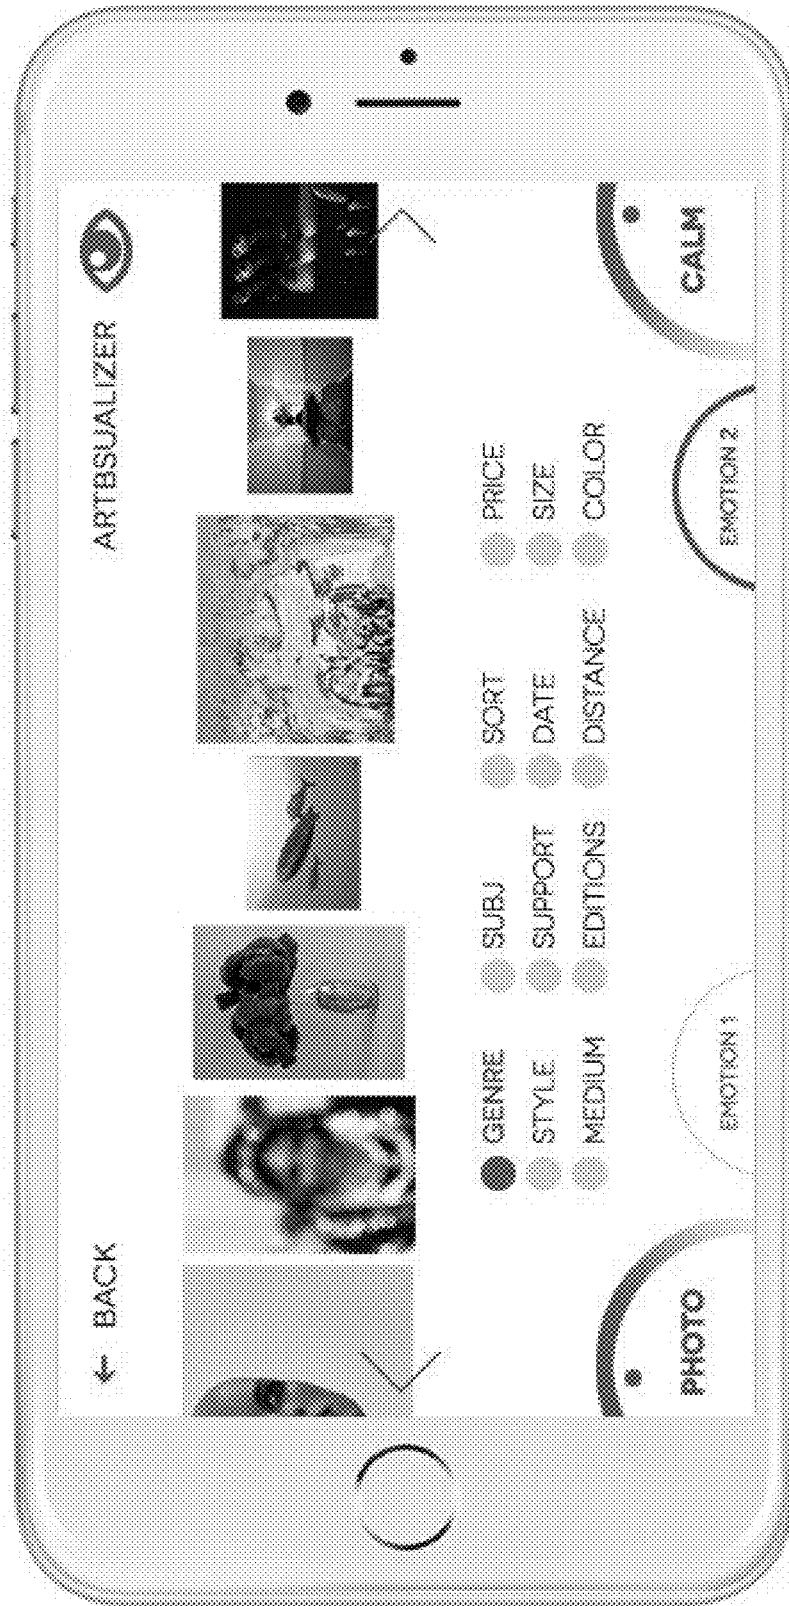 ← BACK ARTBSUALIZER
GENRE SUBJ SORT PRICE
STYLE SUPPORT DATE SIZE
MEDIUM EDITIONS DISTANCE COLOR
PHOTO CALM
EMOTION 1 EMOTION 2